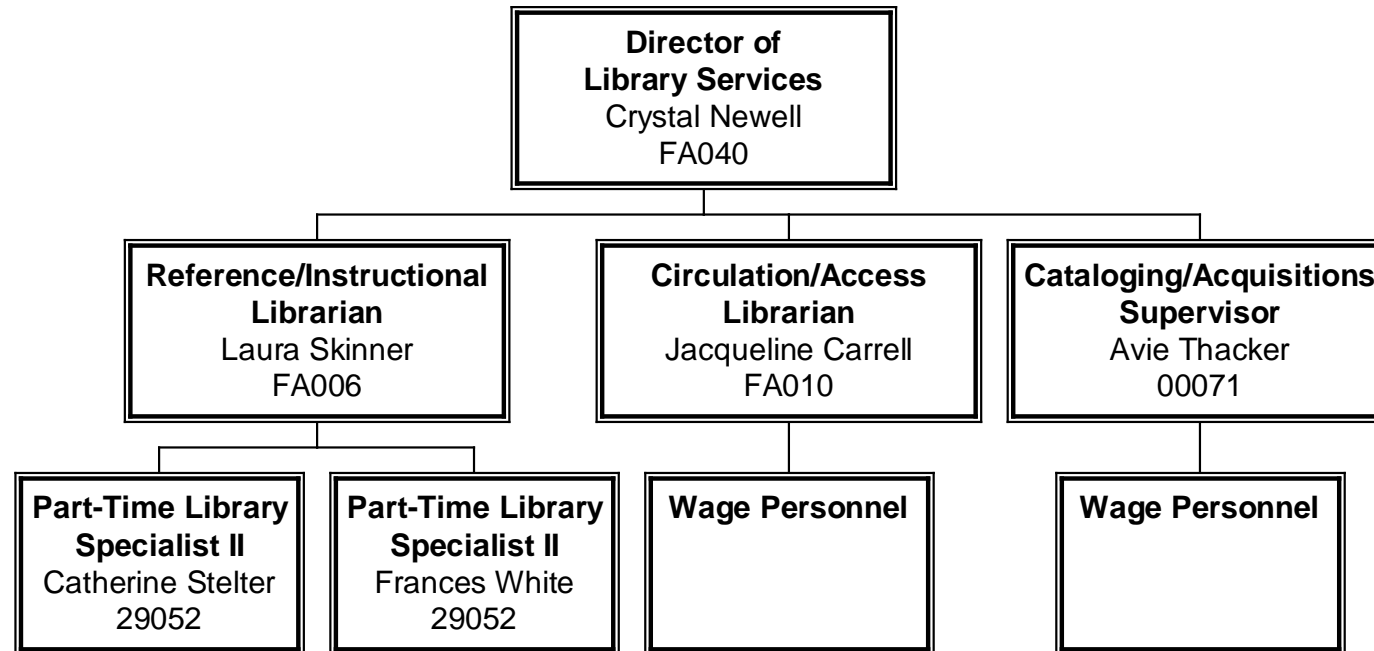 Director of
Library Services
Crystal Newell
FA040
Reference/Instructional
Librarian
Laura Skinner
FA006
Circulation/Access
Librarian
Jacqueline Carrell
FA010
Cataloging/Acquisitions
Supervisor
Avie Thacker
00071
Part-Time Library
Specialist II
Catherine Stelter
29052
Part-Time Library
Specialist II
Frances White
29052
Wage Personnel
Wage Personnel